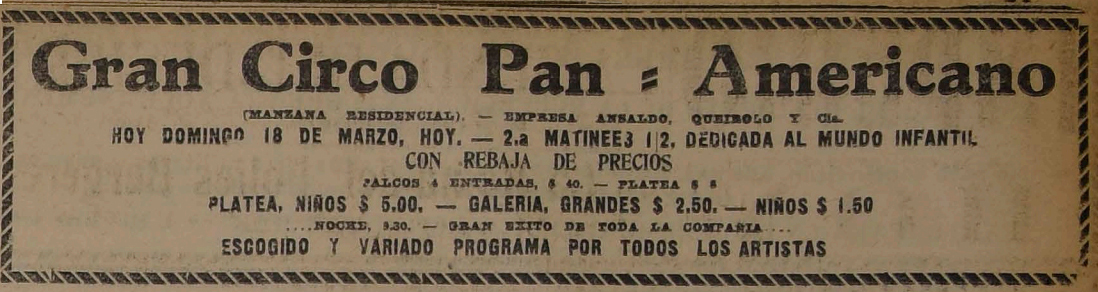 Gran Circo Pan = Americano
(MANZANA RESIDENCIAL). — EMPRESA ANSALDO, QUEIROLO Y Cia.
HOY DOMINGO 18 DE MARZO, HOY. — 2.a MATINEE3 1|2, DEDICADA AL MUNDO INFANTIL
CON REBAJA DE PRECIOS
PALCOS 4 ENTRADAS, $ 40. — PLATEA $ 8
PLATEA, NIÑOS $ 5.00. — GALERIA, GRANDES $ 2.50. — NIÑOS $ 1.50
....NOCHE, 9.30. — GRAN EXITO DE TODA LA COMPAÑIA....
ESCOGIDO Y VARIADO PROGRAMA POR TODOS LOS ARTISTAS